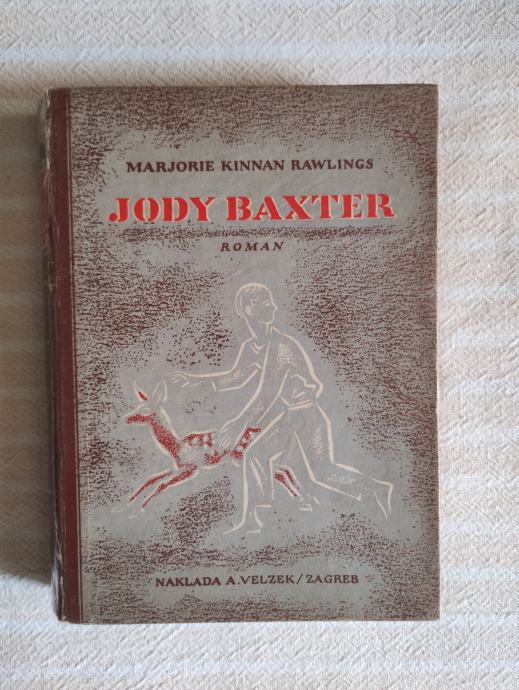 MARJORIE KINNAN RAWLINGS
JODY BAXTER
ROMAN
NAKLADA A. VELZEK / ZAGREB